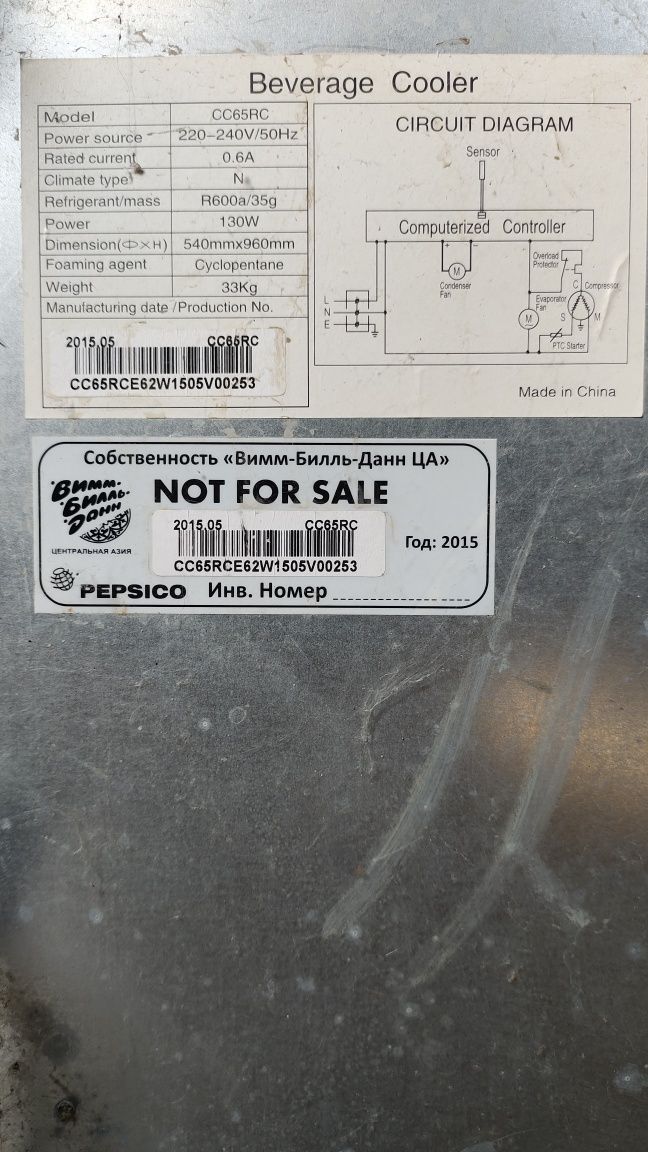 Beverage Cooler
Model CC65RC
Power source 220-240V/50Hz
Rated current 0.6A
Climate type N
Refrigerant/mass R600a/35g
Power 130W
Dimension(ΦXH) 540mmx960mm
Foaming agent Cyclopentane
Weight 33Kg
Manufacturing date /Production No.
2015.05 CC65RC
CC65RCE62W1505V00253
CIRCUIT DIAGRAM
Sensor
Computerized Controller
+ -
M
Condenser
Fan
Overload
Protector
C Compressor
Evaporator
Fan
M
S M
PTC Starter
L
N
E
Made in China
Собственность «Вимм-Билль-Данн ЦА»
Вимм-
Билль-
Данн
ЦЕНТРАЛЬНАЯ АЗИЯ
NOT FOR SALE
2015.05 CC65RC
CC65RCE62W1505V00253
Год: 2015
PEPSICO Инв. Номер